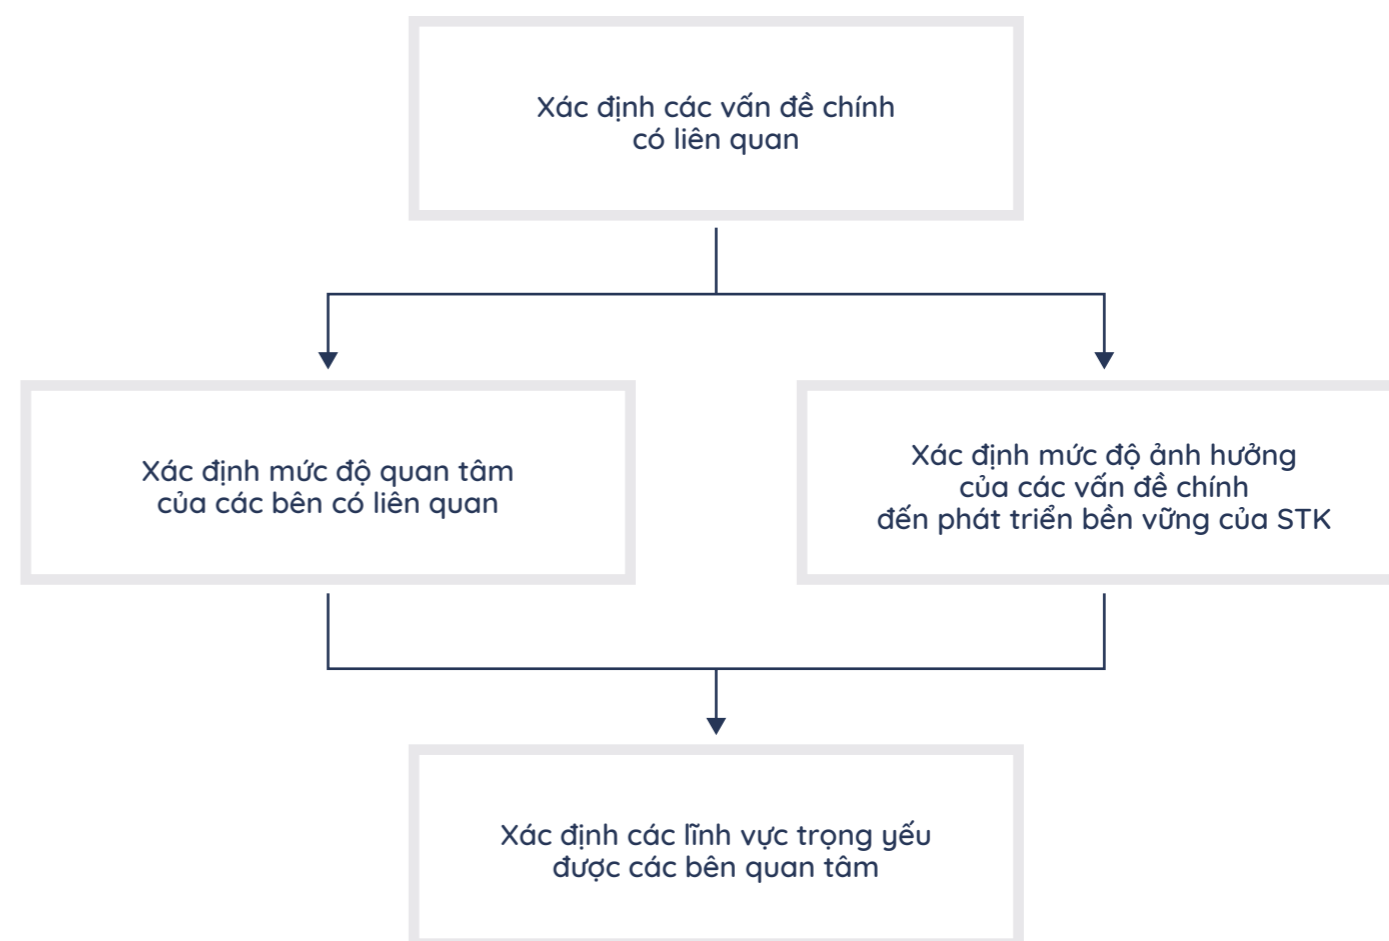 Xác định các vấn đề chính
có liên quan
Xác định mức độ quan tâm
của các bên có liên quan
Xác định mức độ ảnh hưởng
của các vấn đề chính
đến phát triển bền vững của STK
Xác định các lĩnh vực trọng yếu
được các bên quan tâm